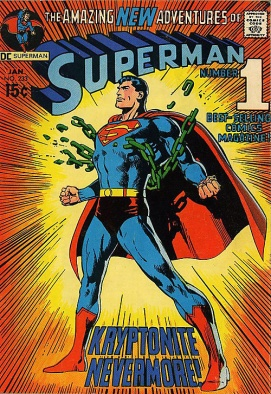 THE AMAZING NEW ADVENTURES OF
DC SUPERMAN
SUPERMAN
JAN.
NO. 233
15¢
NUMBER 1
BEST-SELLING
COMICS
MAGAZINE!
KRYPTONITE
NEVERMORE!